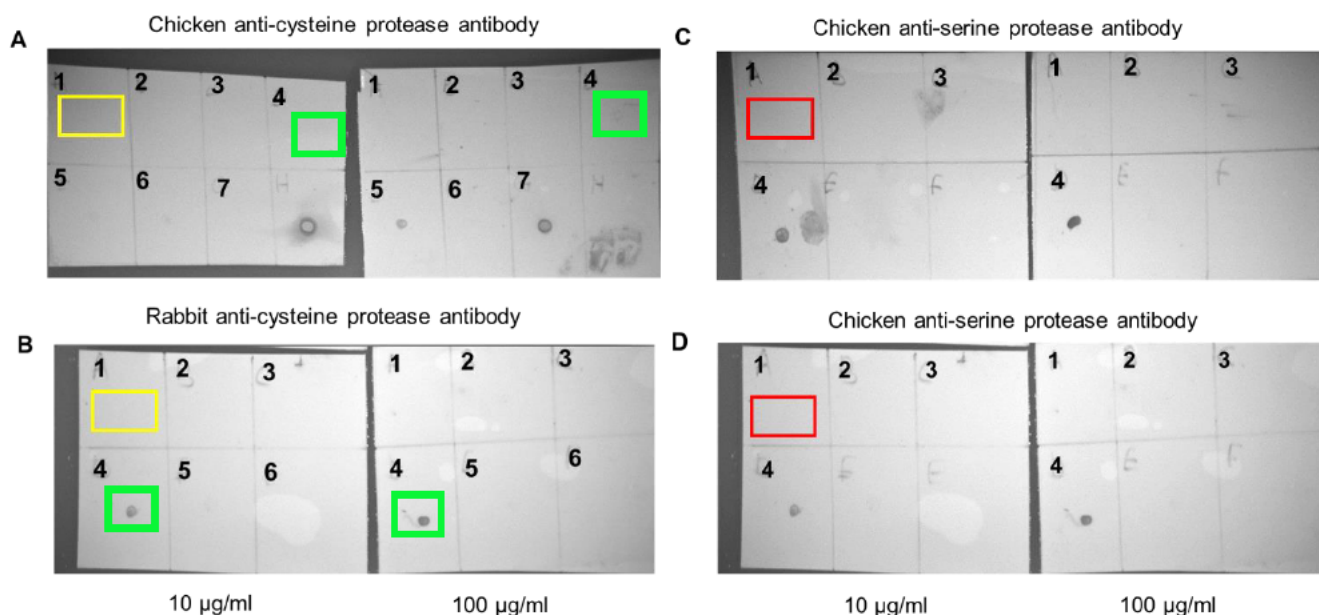 Chicken anti-cysteine protease antibody
A
1 2 3 4 1 2 3 4
5 6 7 H 5 6 7 H
Chicken anti-serine protease antibody
C
1 2 3 1 2 3
4 E F 4 E F
Rabbit anti-cysteine protease antibody
B
1 2 3 1 2 3
4 5 6 4 5 6
Chicken anti-serine protease antibody
D
1 2 3 1 2 3
4 E E 4 E F
10 µg/ml 100 µg/ml 10 µg/ml 100 µg/ml